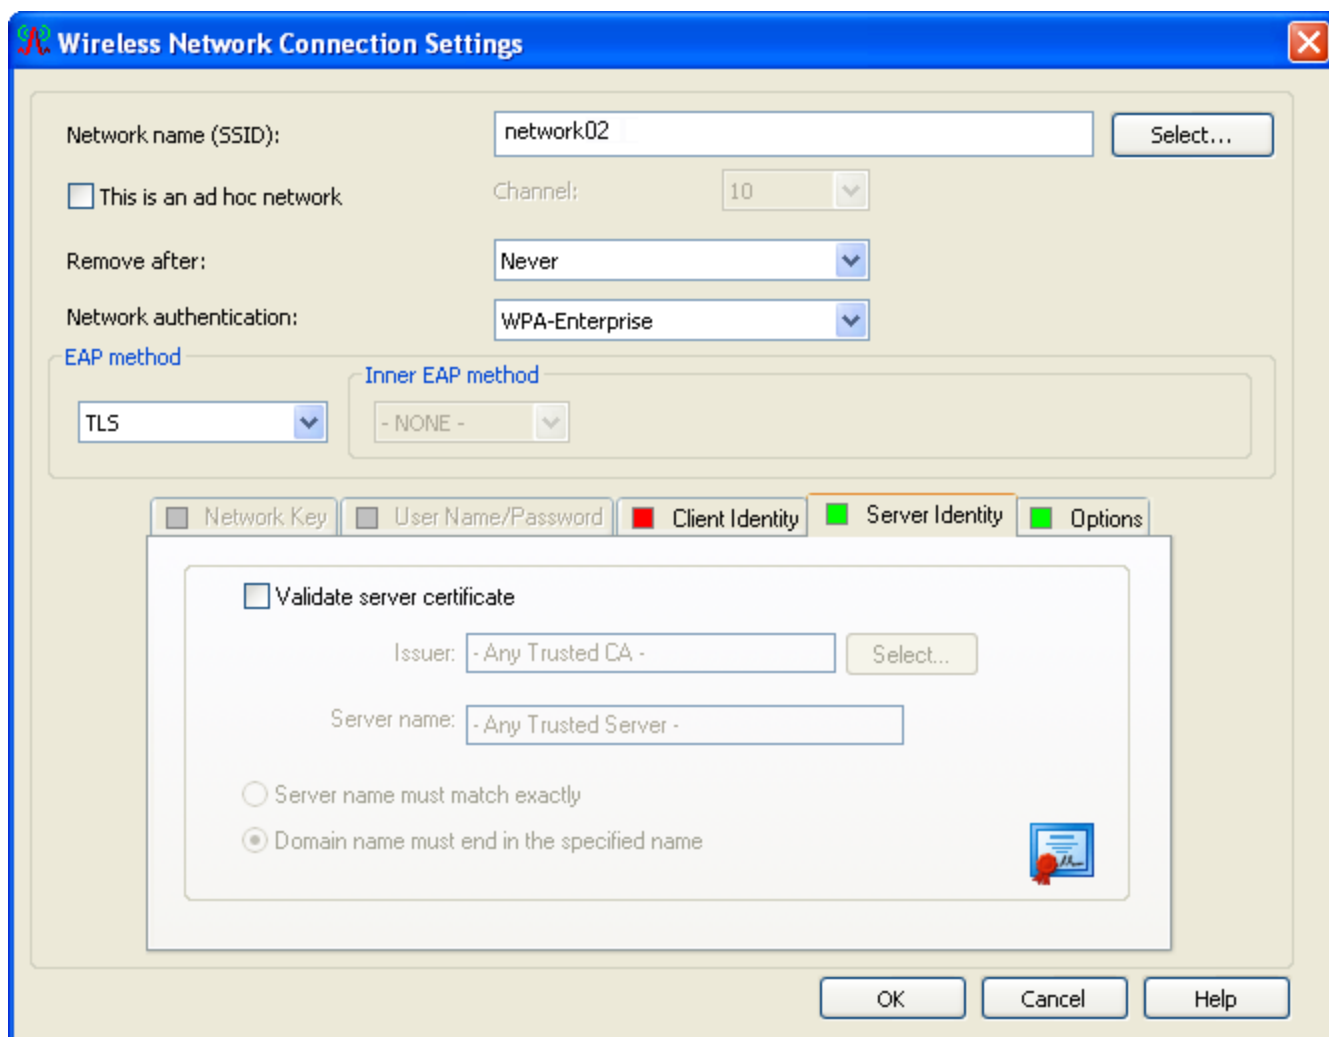 Wireless Network Connection Settings
Network name (SSID): network02 Select...
This is an ad hoc network Channel: 10
Remove after: Never
Network authentication: WPA-Enterprise
EAP method
Inner EAP method
TLS - NONE -
Network Key User Name/Password Client Identity Server Identity Options
Validate server certificate
Issuer: - Any Trusted CA - Select...
Server name: - Any Trusted Server -
Server name must match exactly
Domain name must end in the specified name
OK Cancel Help